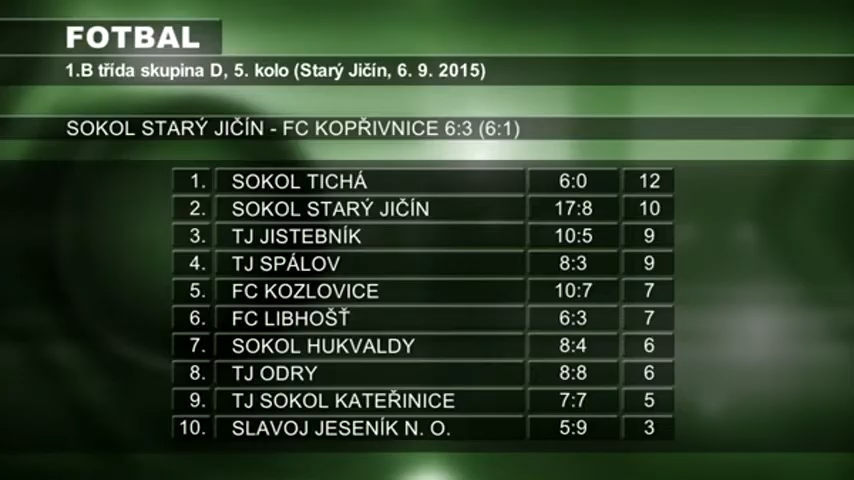 FOTBAL
1.B třída skupina D, 5. kolo (Starý Jičín, 6. 9. 2015)
SOKOL STARÝ JIČÍN - FC KOPŘIVNICE 6:3 (6:1)
1. SOKOL TICHÁ 6:0 12
2. SOKOL STARÝ JIČÍN 17:8 10
3. TJ JISTEBNÍK 10:5 9
4. TJ SPÁLOV 8:3 9
5. FC KOZLOVICE 10:7 7
6. FC LIBHOŠŤ 6:3 7
7. SOKOL HUKVALDY 8:4 6
8. TJ ODRY 8:8 6
9. TJ SOKOL KATEŘINICE 7:7 5
10. SLAVOJ JESENÍK N. O. 5:9 3